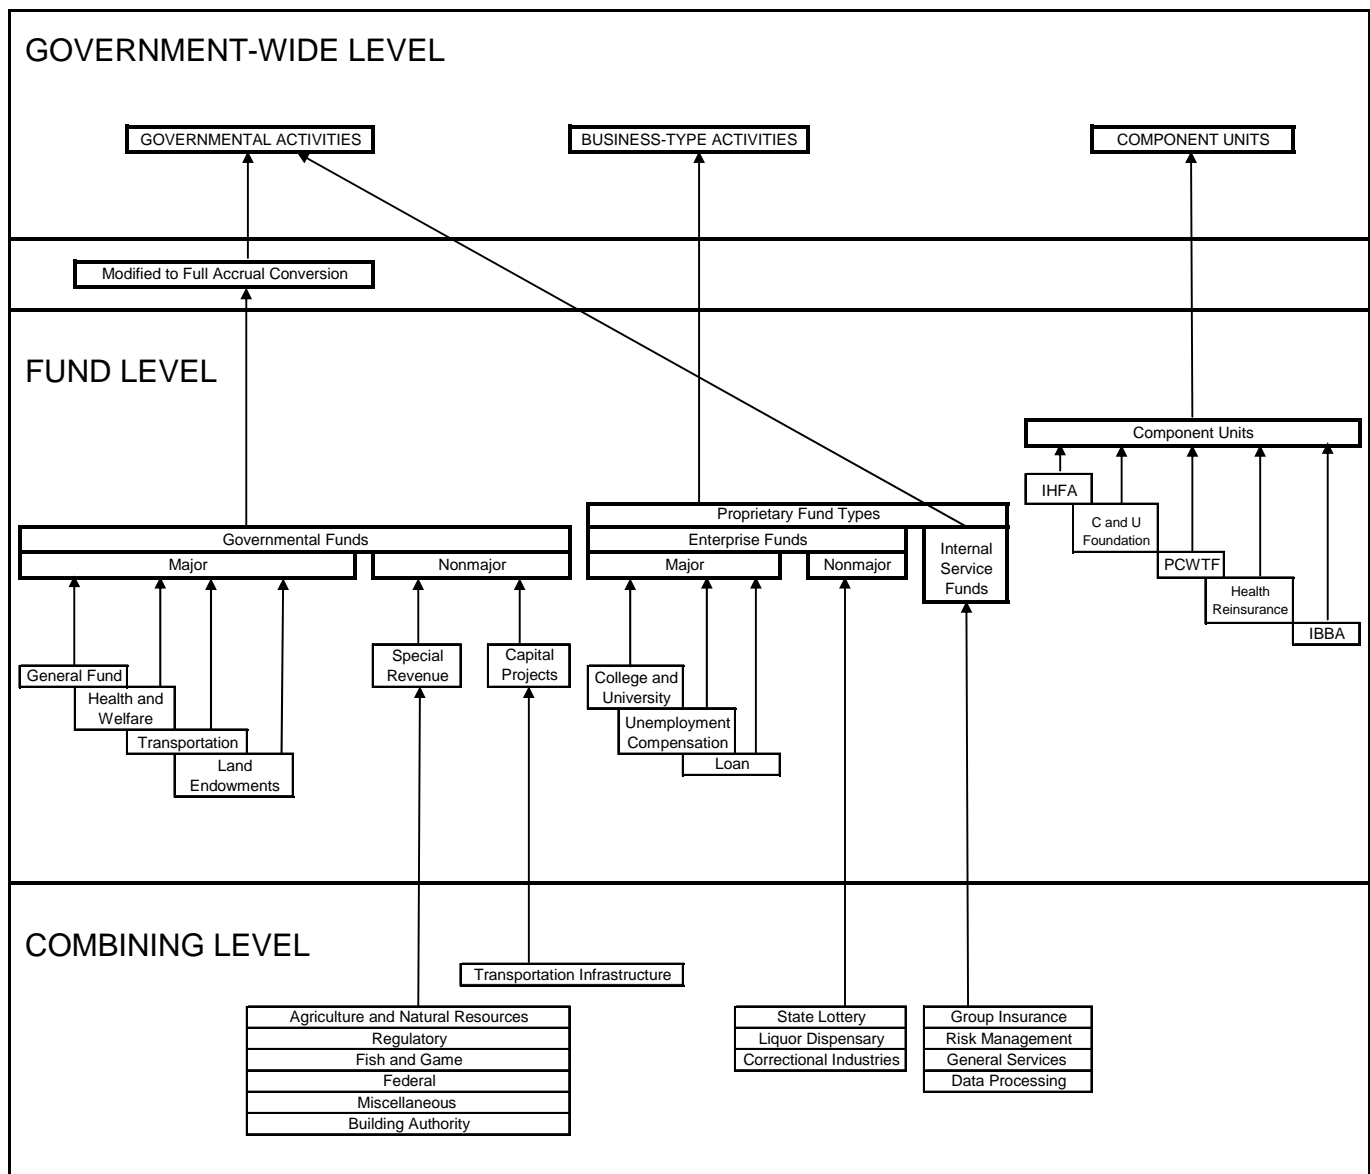 GOVERNMENT-WIDE LEVEL
GOVERNMENTAL ACTIVITIES
BUSINESS-TYPE ACTIVITIES
COMPONENT UNITS
Modified to Full Accrual Conversion
FUND LEVEL
Component Units
IHFA
C and U
Foundation
PCWTF
Health
Reinsurance
IBBA
Proprietary Fund Types
Governmental Funds
Enterprise Funds
Internal
Service
Funds
Major
Nonmajor
Major
Nonmajor
General Fund
Health and
Welfare
Transportation
Land
Endowments
Special
Revenue
Capital
Projects
College and
University
Unemployment
Compensation
Loan
COMBINING LEVEL
Transportation Infrastructure
Agriculture and Natural Resources
Regulatory
Fish and Game
Federal
Miscellaneous
Building Authority
State Lottery
Liquor Dispensary
Correctional Industries
Group Insurance
Risk Management
General Services
Data Processing